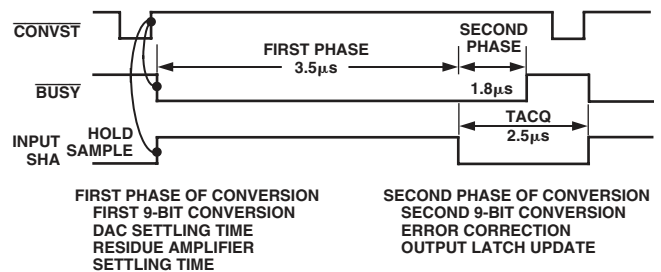 CONVST
FIRST PHASE
3.5μs
SECOND
PHASE
BUSY
1.8μs
TACQ
2.5μs
INPUT
SHA
HOLD
SAMPLE
FIRST PHASE OF CONVERSION
FIRST 9-BIT CONVERSION
DAC SETTLING TIME
RESIDUE AMPLIFIER
SETTLING TIME
SECOND PHASE OF CONVERSION
SECOND 9-BIT CONVERSION
ERROR CORRECTION
OUTPUT LATCH UPDATE